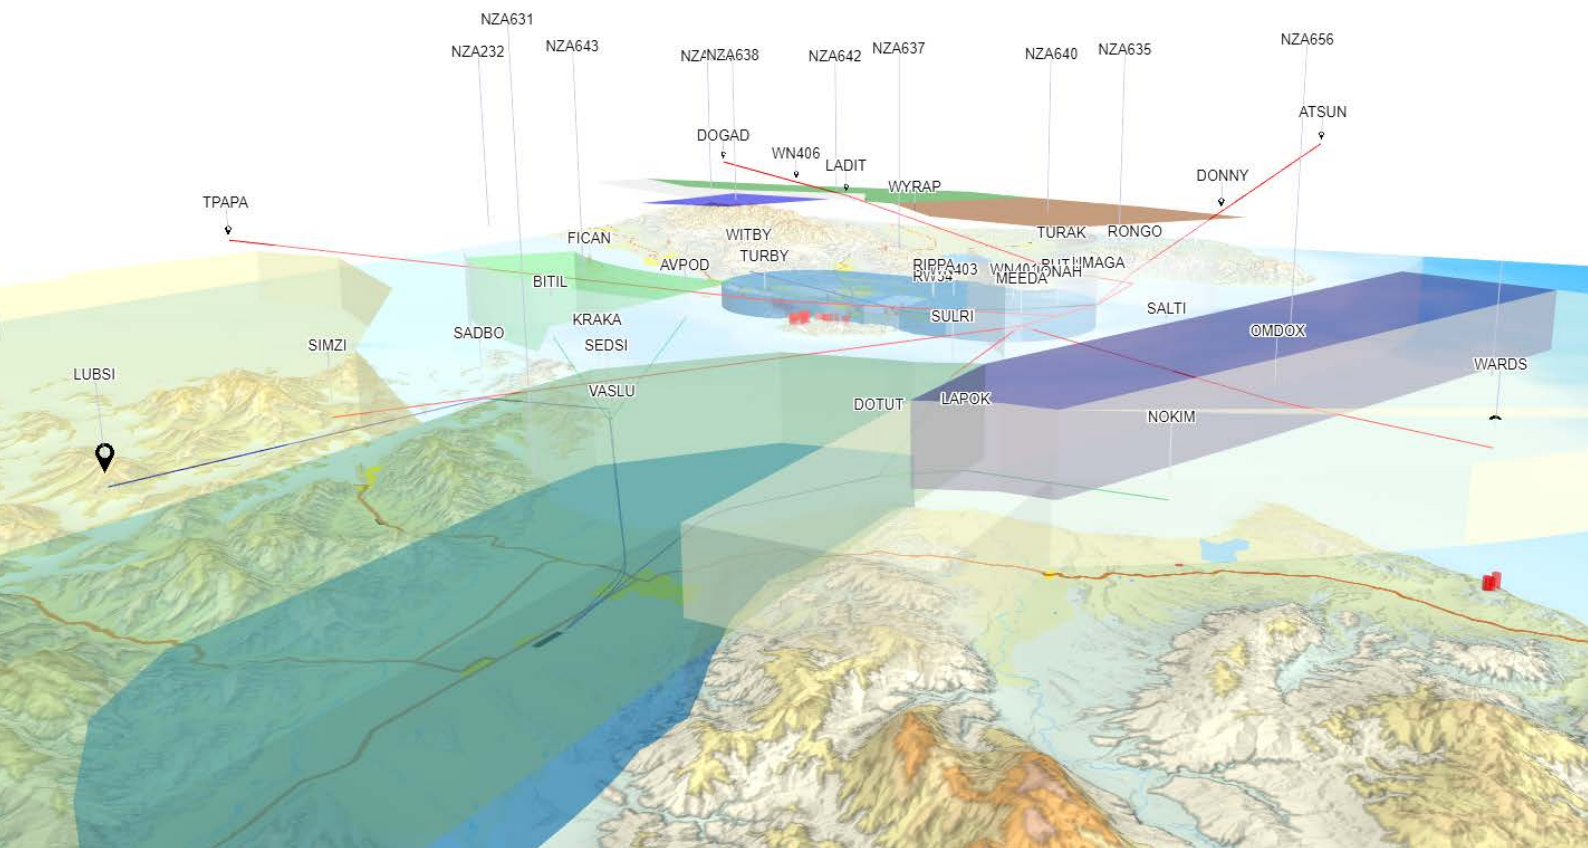 NZA631
NZA232
NZA643
NZA638
NZA642
NZA637
NZA640
NZA635
NZA656
ATSUN
DOGAD
WN406
LADIT
DONNY
WYRAP
TPAPA
FICAN
WITBY
TURAK
RONGO
TURBY
AVPOD
RIPPA
MEEDA
BITIL
SALTI
SULRI
KRAKA
SADBO
SEDSI
OMDOX
SIMZI
LUBSI
WARDS
VASLU
DOTUT
LAPOK
NOKIM